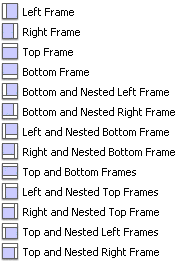 Left Frame
Right Frame
Top Frame
Bottom Frame
Bottom and Nested Left Frame
Bottom and Nested Right Frame
Left and Nested Bottom Frame
Right and Nested Bottom Frame
Top and Bottom Frames
Left and Nested Top Frames
Right and Nested Top Frame
Top and Nested Left Frames
Top and Nested Right Frame